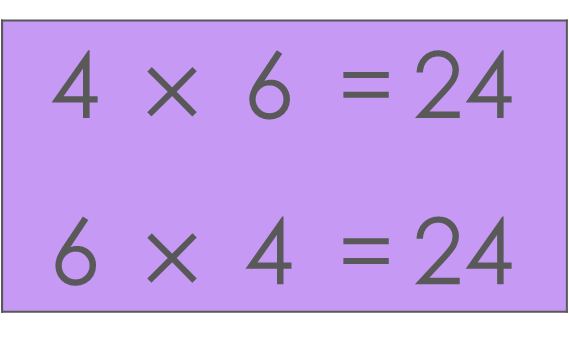 4 × 6 = 24
6 × 4 = 24